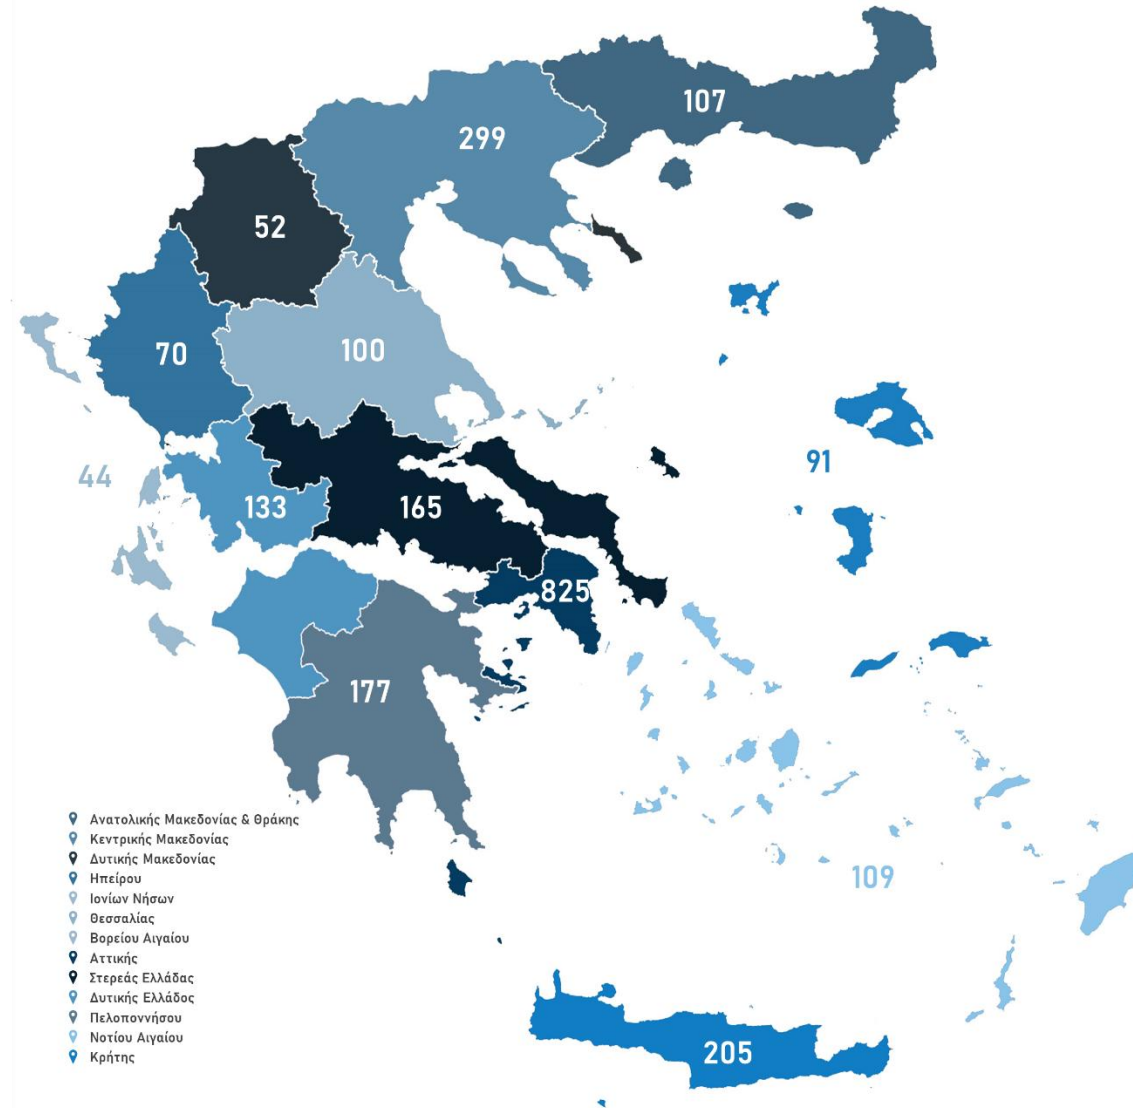 107
299
52
70
100
91
44
133
165
825
177
109
205
Ανατολικής Μακεδονίας & Θράκης
Κεντρικής Μακεδονίας
Δυτικής Μακεδονίας
Ηπείρου
Ιονίων Νήσων
Θεσσαλίας
Βορείου Αιγαίου
Αττικής
Στερεάς Ελλάδας
Δυτικής Ελλάδος
Πελοποννήσου
Νοτίου Αιγαίου
Κρήτης